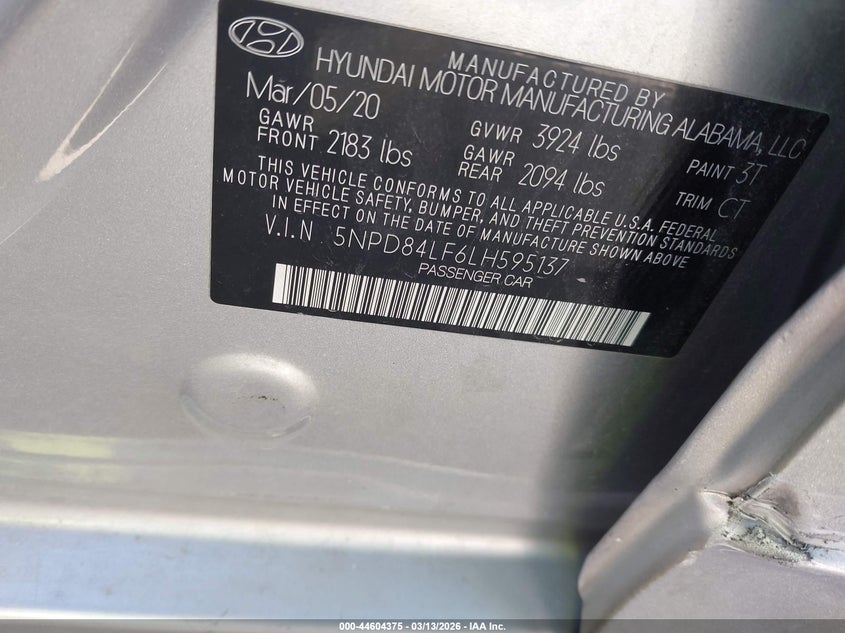 MANUFACTURED BY
HYUNDAI MOTOR MANUFACTURING ALABAMA, LLC
Mar/05/20 GVWR 3924 lbs PAINT 3T
GAWR FRONT 2183 lbs GAWR REAR 2094 lbs TRIM CT
THIS VEHICLE CONFORMS TO ALL APPLICABLE U.S.A. FEDERAL
MOTOR VEHICLE SAFETY, BUMPER, AND THEFT PREVENTION STANDARDS
IN EFFECT ON THE DATE OF MANUFACTURE SHOWN ABOVE
V.I.N 5NPD84LF6LH595137
PASSENGER CAR
000-44604375 - 03/13/2026 - IAA Inc.